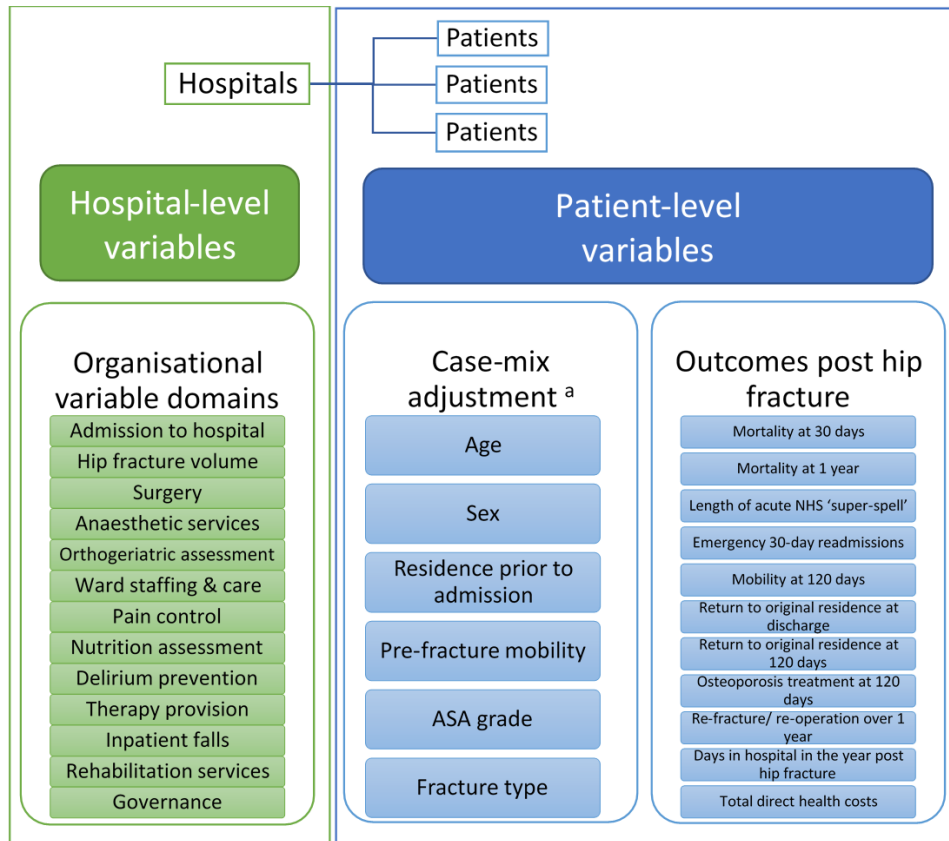 Hospitals
Patients
Patients
Patients
Hospital-level
variables
Patient-level
variables
Organisational
variable domains
Admission to hospital
Hip fracture volume
Surgery
Anaesthetic services
Orthogeriatric assessment
Ward staffing & care
Pain control
Nutrition assessment
Delirium prevention
Therapy provision
Inpatient falls
Rehabilitation services
Governance
Case-mix
adjustment ᵃ
Age
Sex
Residence prior to
admission
Pre-fracture mobility
ASA grade
Fracture type
Outcomes post hip
fracture
Mortality at 30 days
Mortality at 1 year
Length of acute NHS ‘super-spell’
Emergency 30-day readmissions
Mobility at 120 days
Return to original residence at
discharge
Return to original residence at
120 days
Osteoporosis treatment at 120
days
Re-fracture/ re-operation over 1
year
Days in hospital in the year post
hip fracture
Total direct health costs